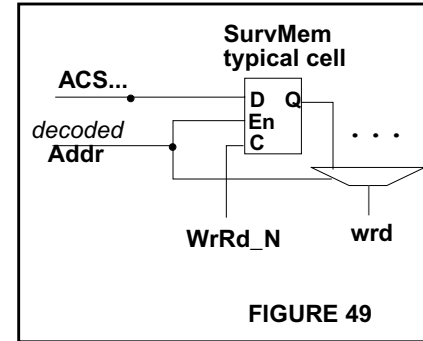 SurvMem
typical cell
ACS...
D Q
decoded
Addr
En
C
. . .
WrRd_N
wrd
FIGURE 49